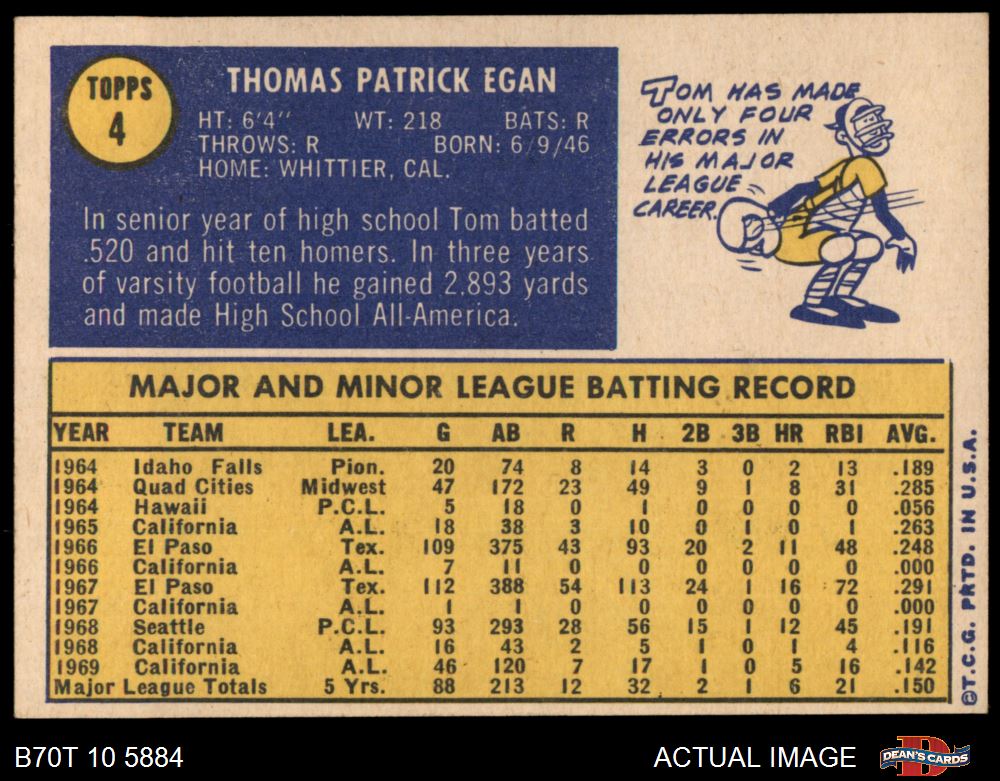 TOPPS
4
THOMAS PATRICK EGAN
HT: 6'4" WT: 218 BATS: R
THROWS: R BORN: 6/9/46
HOME: WHITTIER, CAL.
In senior year of high school Tom batted
.520 and hit ten homers. In three years
of varsity football he gained 2,893 yards
and made High School All-America.
TOM HAS MADE
ONLY FOUR
ERRORS IN
HIS MAJOR
LEAGUE
CAREER.
MAJOR AND MINOR LEAGUE BATTING RECORD
YEAR TEAM LEA. G AB R H 2B 3B HR RBI AVG.
1964 Idaho Falls Pion. 20 74 8 14 3 0 2 13 .189
1964 Quad Cities Midwest 47 172 23 49 9 1 8 31 .285
1964 Hawaii P.C.L. 5 18 0 1 0 0 0 0 .056
1965 California A.L. 18 38 3 10 0 1 0 1 .263
1966 El Paso Tex. 109 375 43 93 20 2 11 48 .248
1966 California A.L. 7 11 0 0 0 0 0 0 .000
1967 El Paso Tex. 112 388 54 113 24 1 16 72 .291
1967 California A.L. 1 1 0 0 0 0 0 0 .000
1968 Seattle P.C.L. 93 293 28 56 15 1 12 45 .191
1968 California A.L. 16 43 2 5 1 0 1 4 .116
1969 California A.L. 46 120 7 17 1 0 5 16 .142
Major League Totals 5 Yrs. 88 213 12 32 2 1 6 21 .150
©T.C.G. PRTD. IN U.S.A.
B70T 10 5884
ACTUAL IMAGE
DEAN'S CARDS